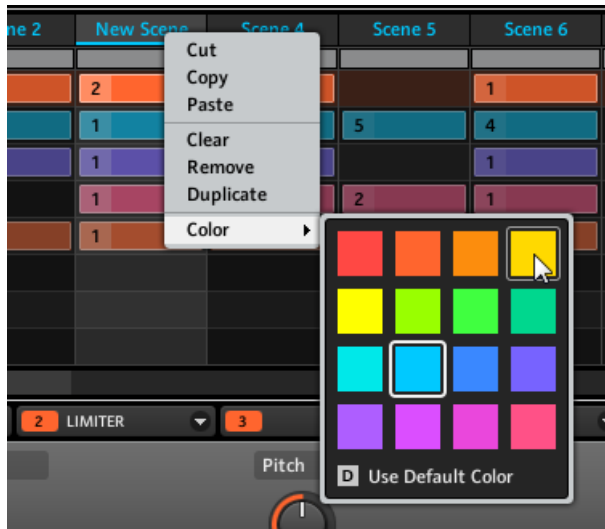 ne 2 New Scene Scene 4 Scene 5 Scene 6
Cut
Copy
Paste
Clear
Remove
Duplicate
Color
2 1
1 5 4
1 1
1 2 1
1
2 LIMITER 3
Pitch
D Use Default Color